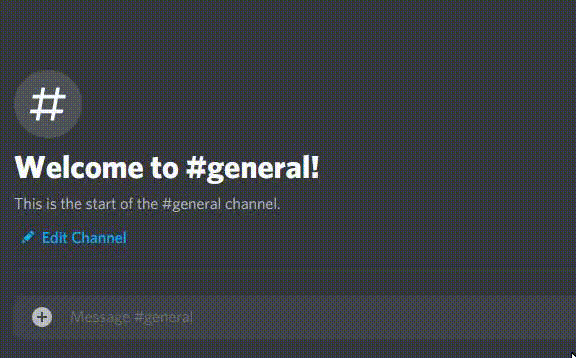 #
Welcome to #general!
This is the start of the #general channel.
Edit Channel
Message #general